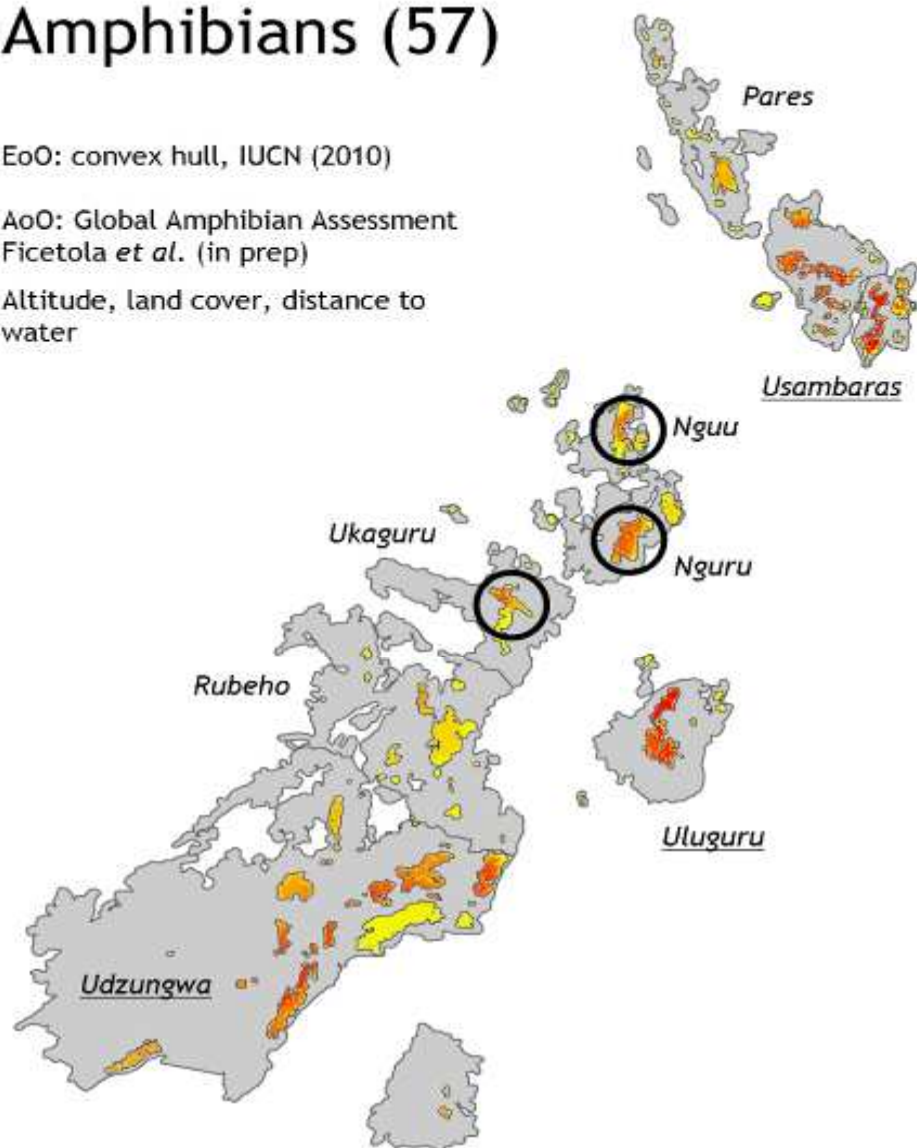 Amphibians (57)
EoO: convex hull, IUCN (2010)
AoO: Global Amphibian Assessment
Ficetola et al. (in prep)
Altitude, land cover, distance to
water
Pares
Usambaras
Nguu
Ukaguru
Nguru
Rubeho
Uluguru
Udzungwa